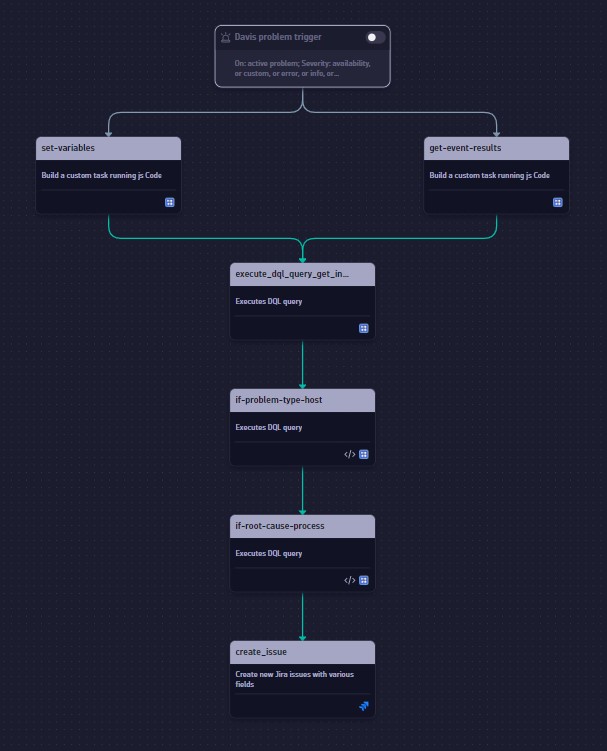 Davis problem trigger
On: active problem; Severity: availability,
or custom, or error, or info, or...
set-variables
Build a custom task running js Code
get-event-results
Build a custom task running js Code
execute_dql_query_get_in...
Executes DQL query
if-problem-type-host
Executes DQL query
</>
if-root-cause-process
Executes DQL query
</>
create_issue
Create new Jira issues with various
fields